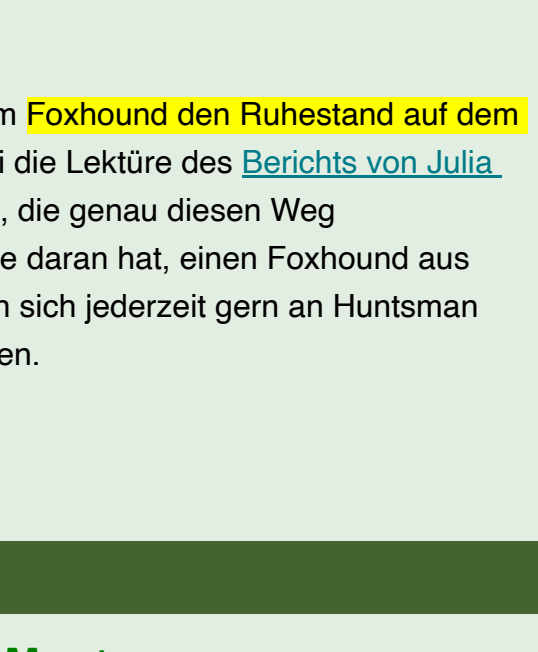 m Foxhound den Ruhestand auf dem
i die Lektüre des Berichts von Julia
, die genau diesen Weg
e daran hat, einen Foxhound aus
n sich jederzeit gern an Huntsman
en.